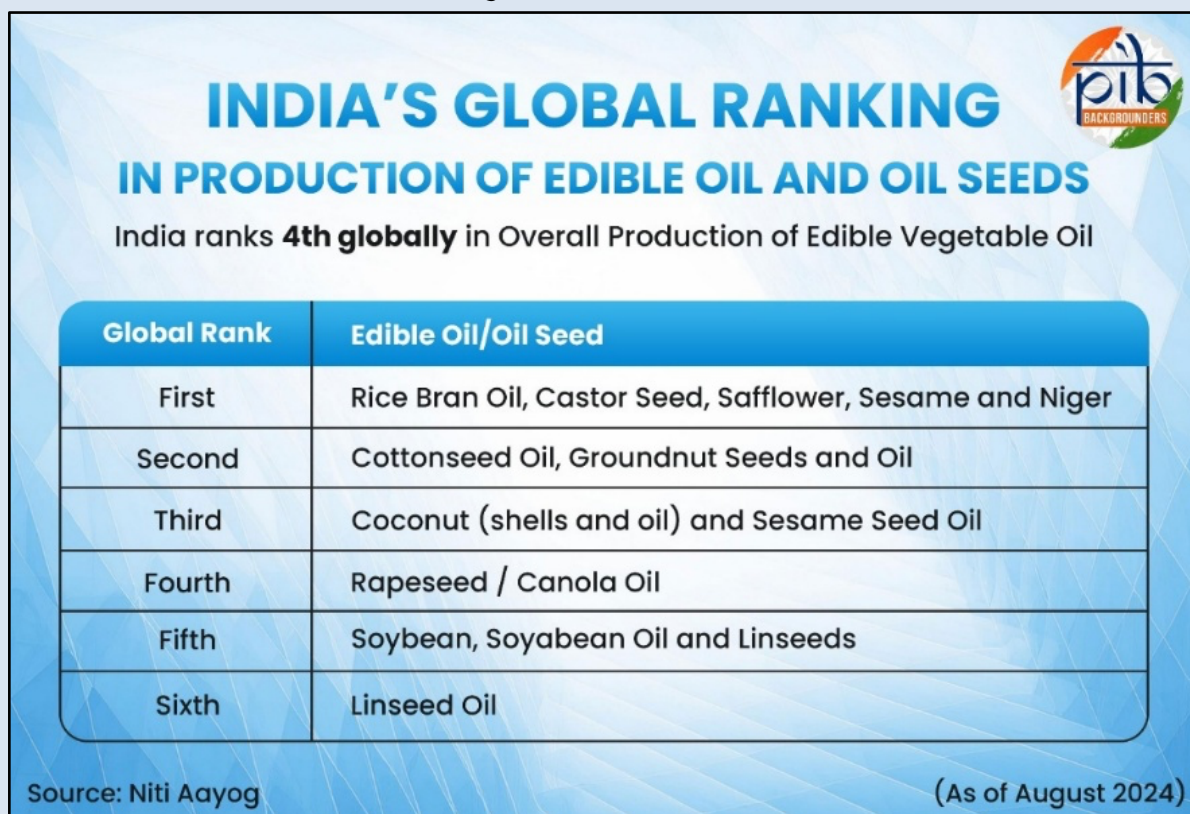 pib
BACKGROUNDERS
INDIA'S GLOBAL RANKING
IN PRODUCTION OF EDIBLE OIL AND OIL SEEDS
India ranks 4th globally in Overall Production of Edible Vegetable Oil
Global Rank Edible Oil/Oil Seed
First Rice Bran Oil, Castor Seed, Safflower, Sesame and Niger
Second Cottonseed Oil, Groundnut Seeds and Oil
Third Coconut (shells and oil) and Sesame Seed Oil
Fourth Rapeseed / Canola Oil
Fifth Soybean, Soyabean Oil and Linseeds
Sixth Linseed Oil
Source: Niti Aayog (As of August 2024)